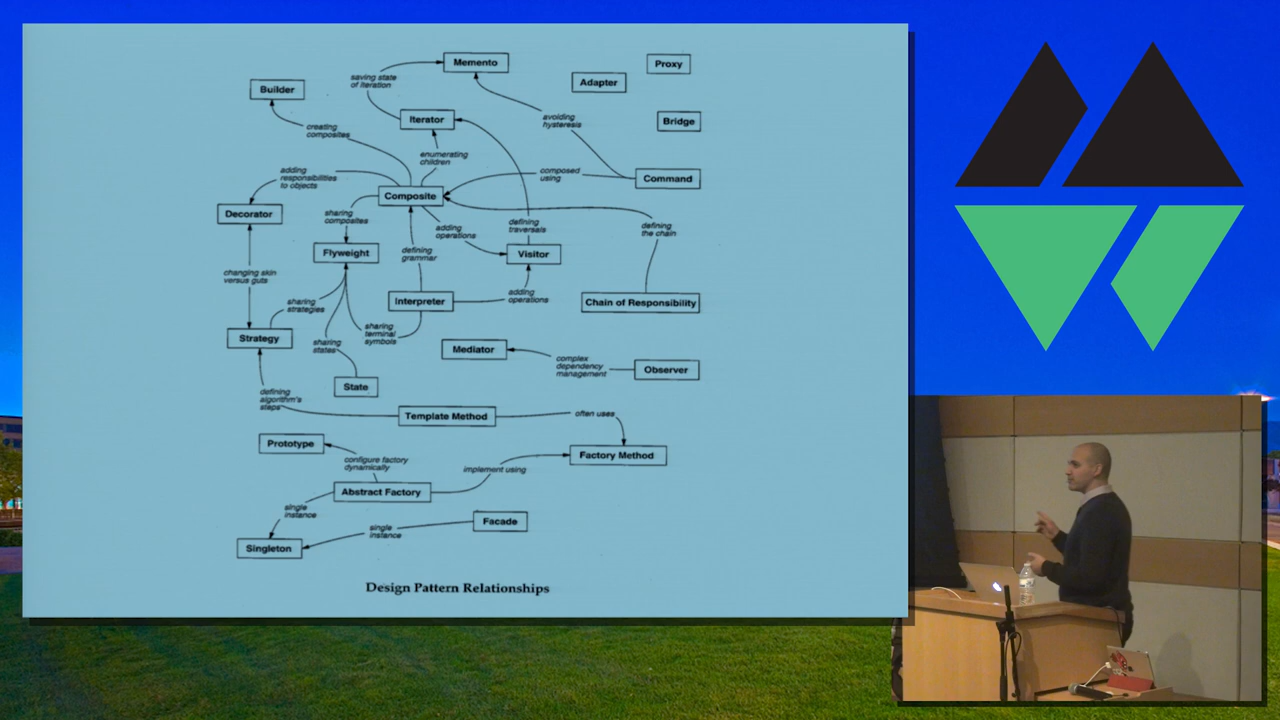 Memento
Proxy
Adapter
saving state
of iteration
Builder
Iterator
avoiding
hysteresis
Bridge
creating
composites
enumerating
children
adding
responsibilities
to objects
composed
using
Command
Composite
Decorator
sharing
composites
adding
operations
defining
traversals
defining
the chain
Flyweight
defining
grammar
Visitor
changing skin
versus guts
Interpreter
adding
operations
Chain of Responsibility
sharing
strategies
Strategy
sharing
states
sharing
terminal
symbols
Mediator
complex
dependency
management
Observer
State
defining
algorithm's
steps
Template Method
often uses
Prototype
configure factory
dynamically
implement using
Factory Method
Abstract Factory
single
instance
single
instance
Facade
Singleton
Design Pattern Relationships